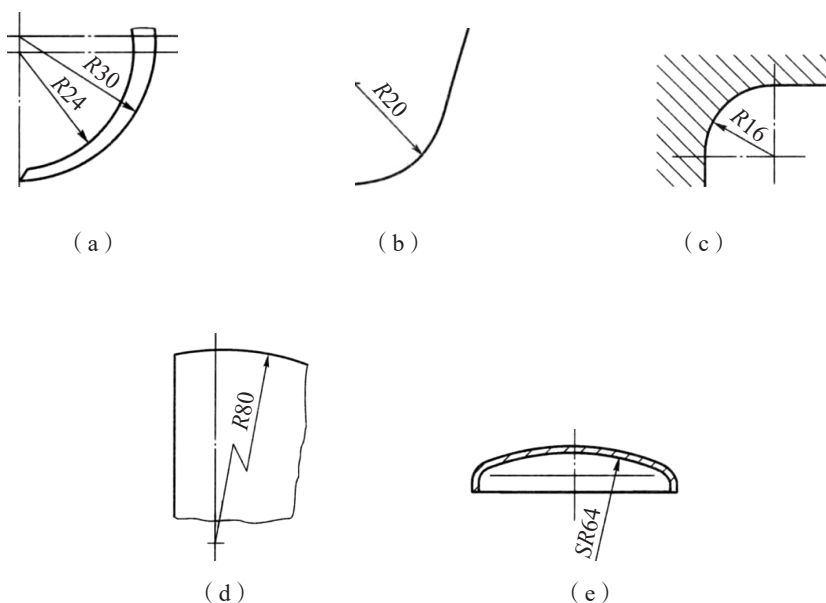 R30
R24
R20
R16
（a）
（b）
（c）
R80
SR64
（d）
（e）